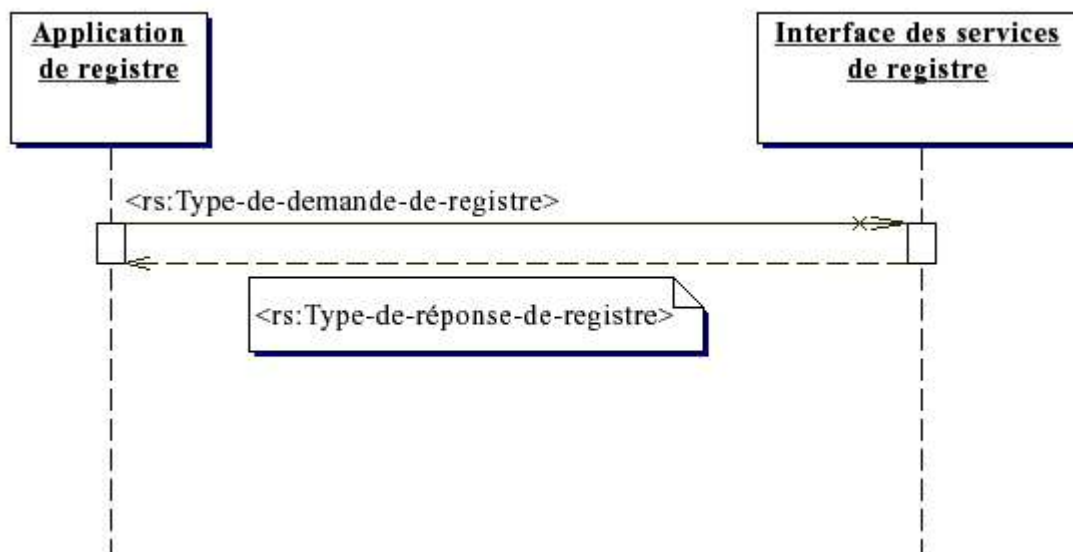 Application
de registre
Interface des services
de registre
<rs:Type-de-demande-de-registre>
<rs:Type-de-réponse-de-registre>